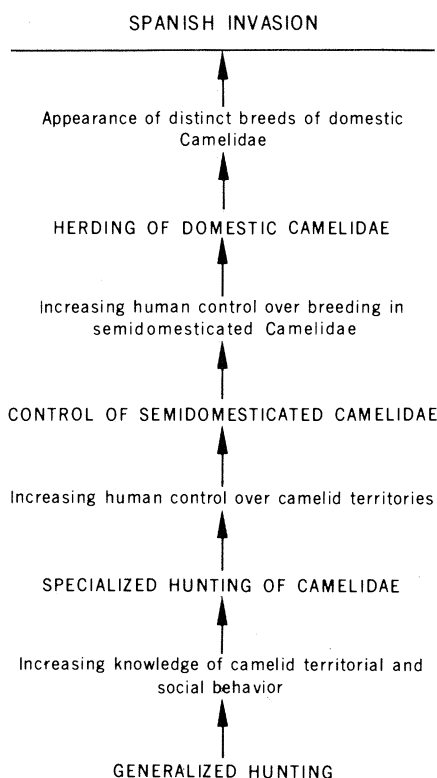 SPANISH INVASION
Appearance of distinct breeds of domestic
Camelidae
HERDING OF DOMESTIC CAMELIDAE
Increasing human control over breeding in
semidomesticated Camelidae
CONTROL OF SEMIDOMESTICATED CAMELIDAE
Increasing human control over camelid territories
SPECIALIZED HUNTING OF CAMELIDAE
Increasing knowledge of camelid territorial and
social behavior
GENERALIZED HUNTING